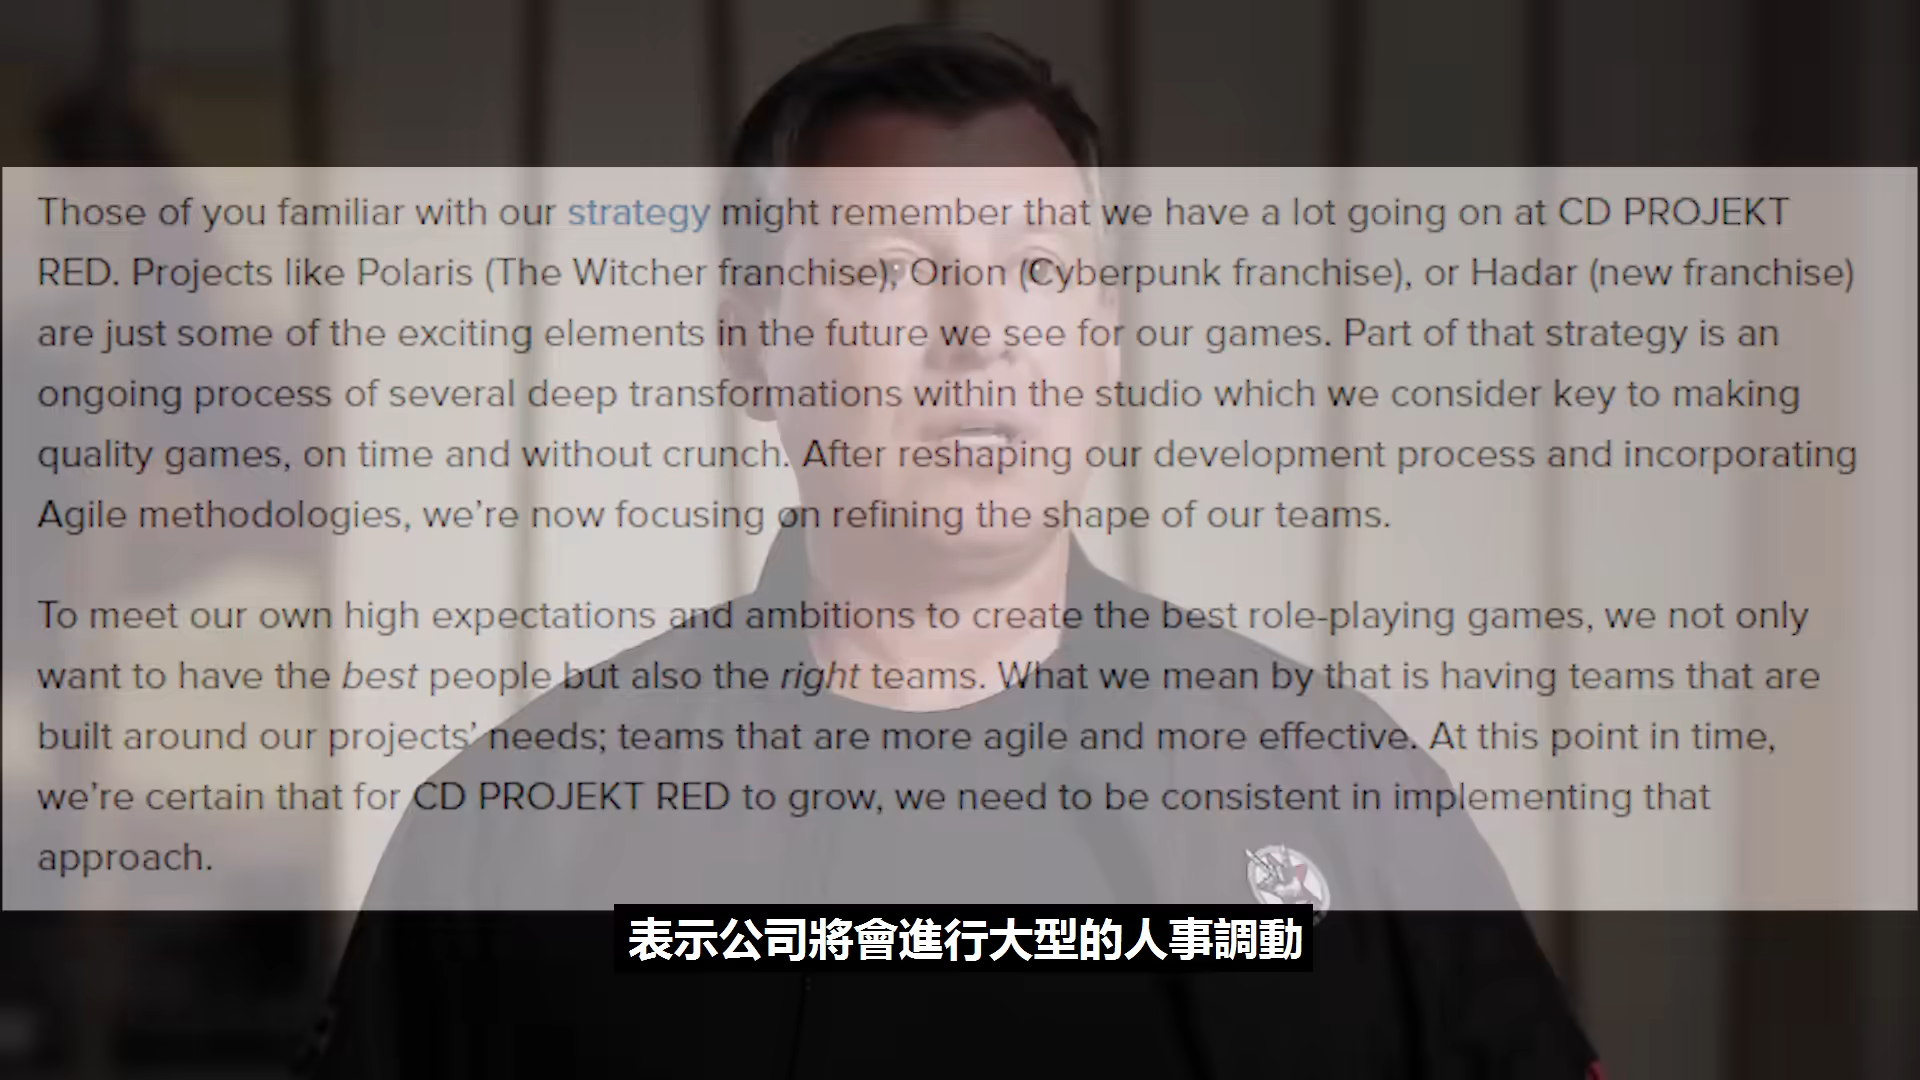 Those of you familiar with our strategy might remember that we have a lot going on at CD PROJEKT
RED. Projects like Polaris (The Witcher franchise), Orion (Cyberpunk franchise), or Hadar (new franchise)
are just some of the exciting elements in the future we see for our games. Part of that strategy is an
ongoing process of several deep transformations within the studio which we consider key to making
quality games, on time and without crunch. After reshaping our development process and incorporating
Agile methodologies, we’re now focusing on refining the shape of our teams.
To meet our own high expectations and ambitions to create the best role-playing games, we not only
want to have the best people but also the right teams. What we mean by that is having teams that are
built around our projects’ needs; teams that are more agile and more effective. At this point in time,
we’re certain that for CD PROJEKT RED to grow, we need to be consistent in implementing that
approach.
表示公司將會進行大型的人事調動